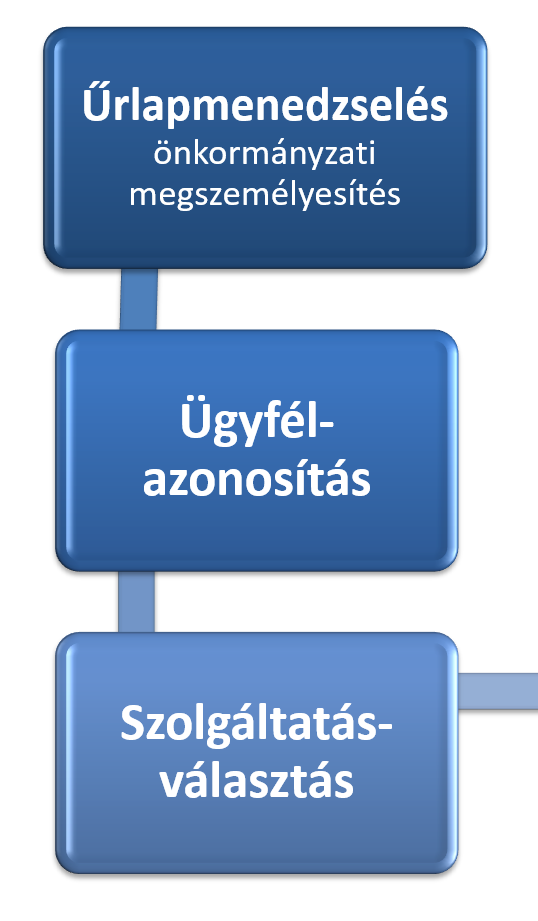 Űrlapmenedzselés
önkormányzati
megszemélyesítés
Ügyfél-
azonosítás
Szolgáltatás-
választás